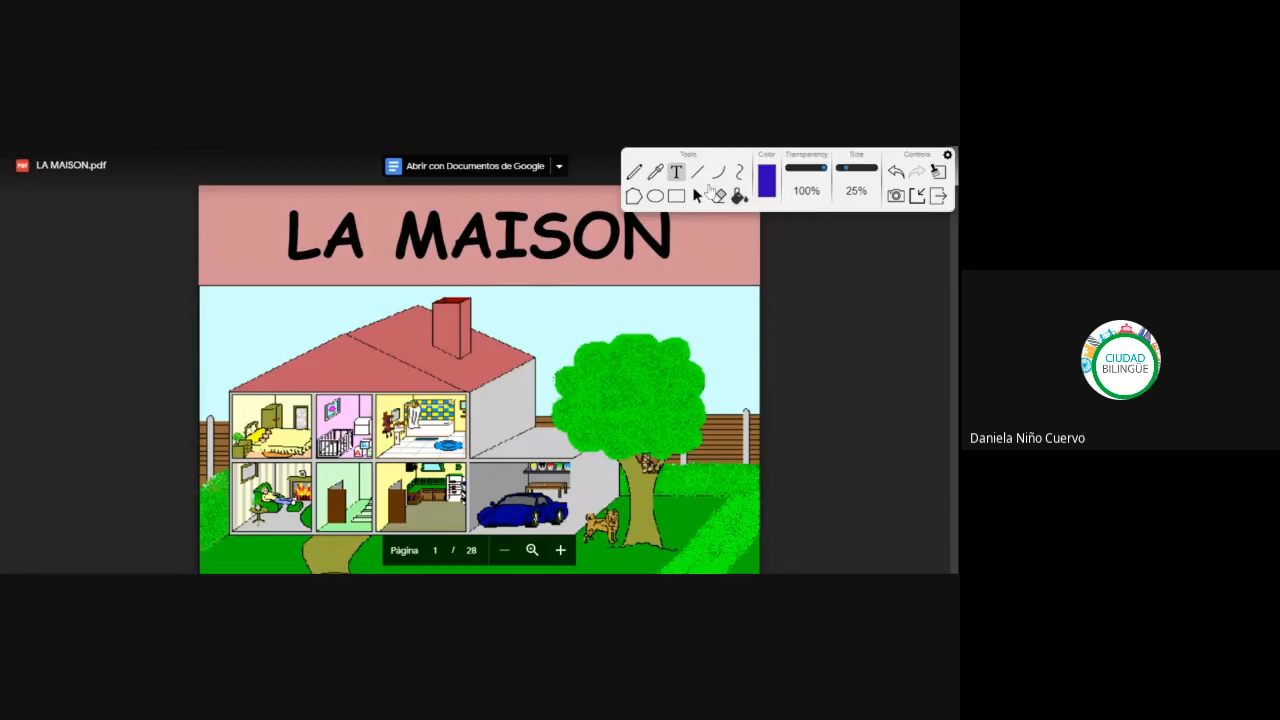 LA MAISON.pdf
Abrir con Documentos de Google
Tools
Color
Transparency
Size
Controls
T
100%
25%
LA MAISON
CIUDAD
BILINGÜE
Daniela Niño Cuervo
Página 1 / 28